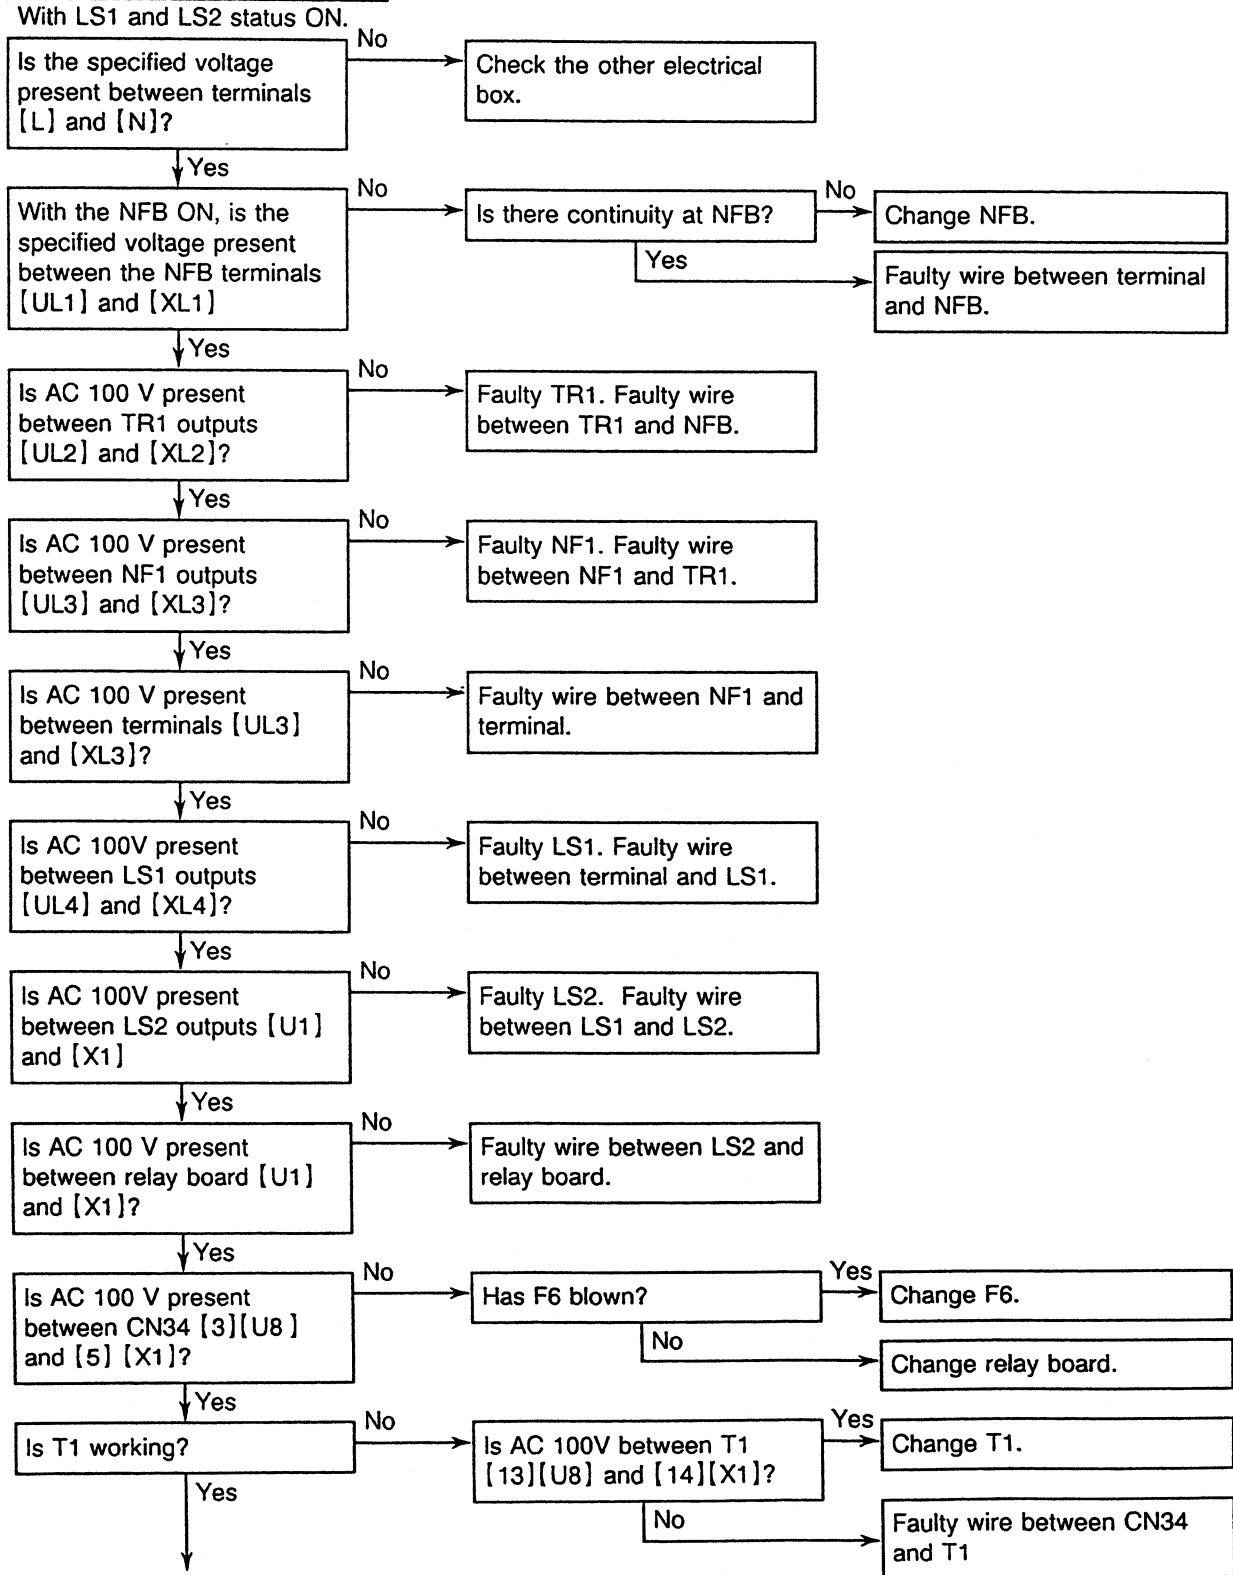 With LS1 and LS2 status ON.
Is the specified voltage
present between terminals
[L] and [N]?
No
Check the other electrical
box.
Yes
With the NFB ON, is the
specified voltage present
between the NFB terminals
[UL1] and [XL1]
No
Is there continuity at NFB?
No
Change NFB.
Yes
Faulty wire between terminal
and NFB.
Yes
Is AC 100 V present
between TR1 outputs
[UL2] and [XL2]?
No
Faulty TR1. Faulty wire
between TR1 and NFB.
Yes
Is AC 100 V present
between NF1 outputs
[UL3] and [XL3]?
No
Faulty NF1. Faulty wire
between NF1 and TR1.
Yes
Is AC 100 V present
between terminals [UL3]
and [XL3]?
No
Faulty wire between NF1 and
terminal.
Yes
Is AC 100V present
between LS1 outputs
[UL4] and [XL4]?
No
Faulty LS1. Faulty wire
between terminal and LS1.
Yes
Is AC 100V present
between LS2 outputs [U1]
and [X1]
No
Faulty LS2. Faulty wire
between LS1 and LS2.
Yes
Is AC 100 V present
between relay board [U1]
and [X1]?
No
Faulty wire between LS2 and
relay board.
Yes
Is AC 100 V present
between CN34 [3][U8]
and [5] [X1]?
No
Has F6 blown?
Yes
Change F6.
No
Change relay board.
Yes
Is T1 working?
No
Is AC 100V between T1
[13][U8] and [14][X1]?
Yes
Change T1.
No
Faulty wire between CN34
and T1
Yes